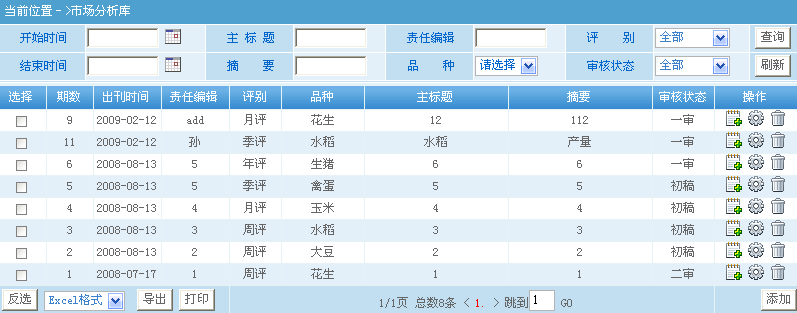 当前位置－>市场分析库
开始时间 主 标 题 责任编辑 评 别 全部 查询
结束时间 摘 要 品 种 请选择 审核状态 全部 刷新
选择 期数 出刊时间 责任编辑 评别 品种 主标题 摘要 审核状态 操作
9 2009-02-12 add 月评 花生 12 112 一审
11 2009-02-12 孙 季评 水稻 水稻 产量 一审
6 2008-08-13 5 年评 生猪 6 6 一审
5 2008-08-13 5 季评 禽蛋 5 5 初稿
4 2008-08-13 4 月评 玉米 4 4 初稿
3 2008-08-13 3 周评 水稻 3 3 初稿
2 2008-08-13 2 周评 大豆 2 2 初稿
1 2008-07-17 1 周评 花生 1 1 二审
反选 Excel格式 导出 打印 1/1页 总数8条 < 1. > 跳到 1 GO 添加